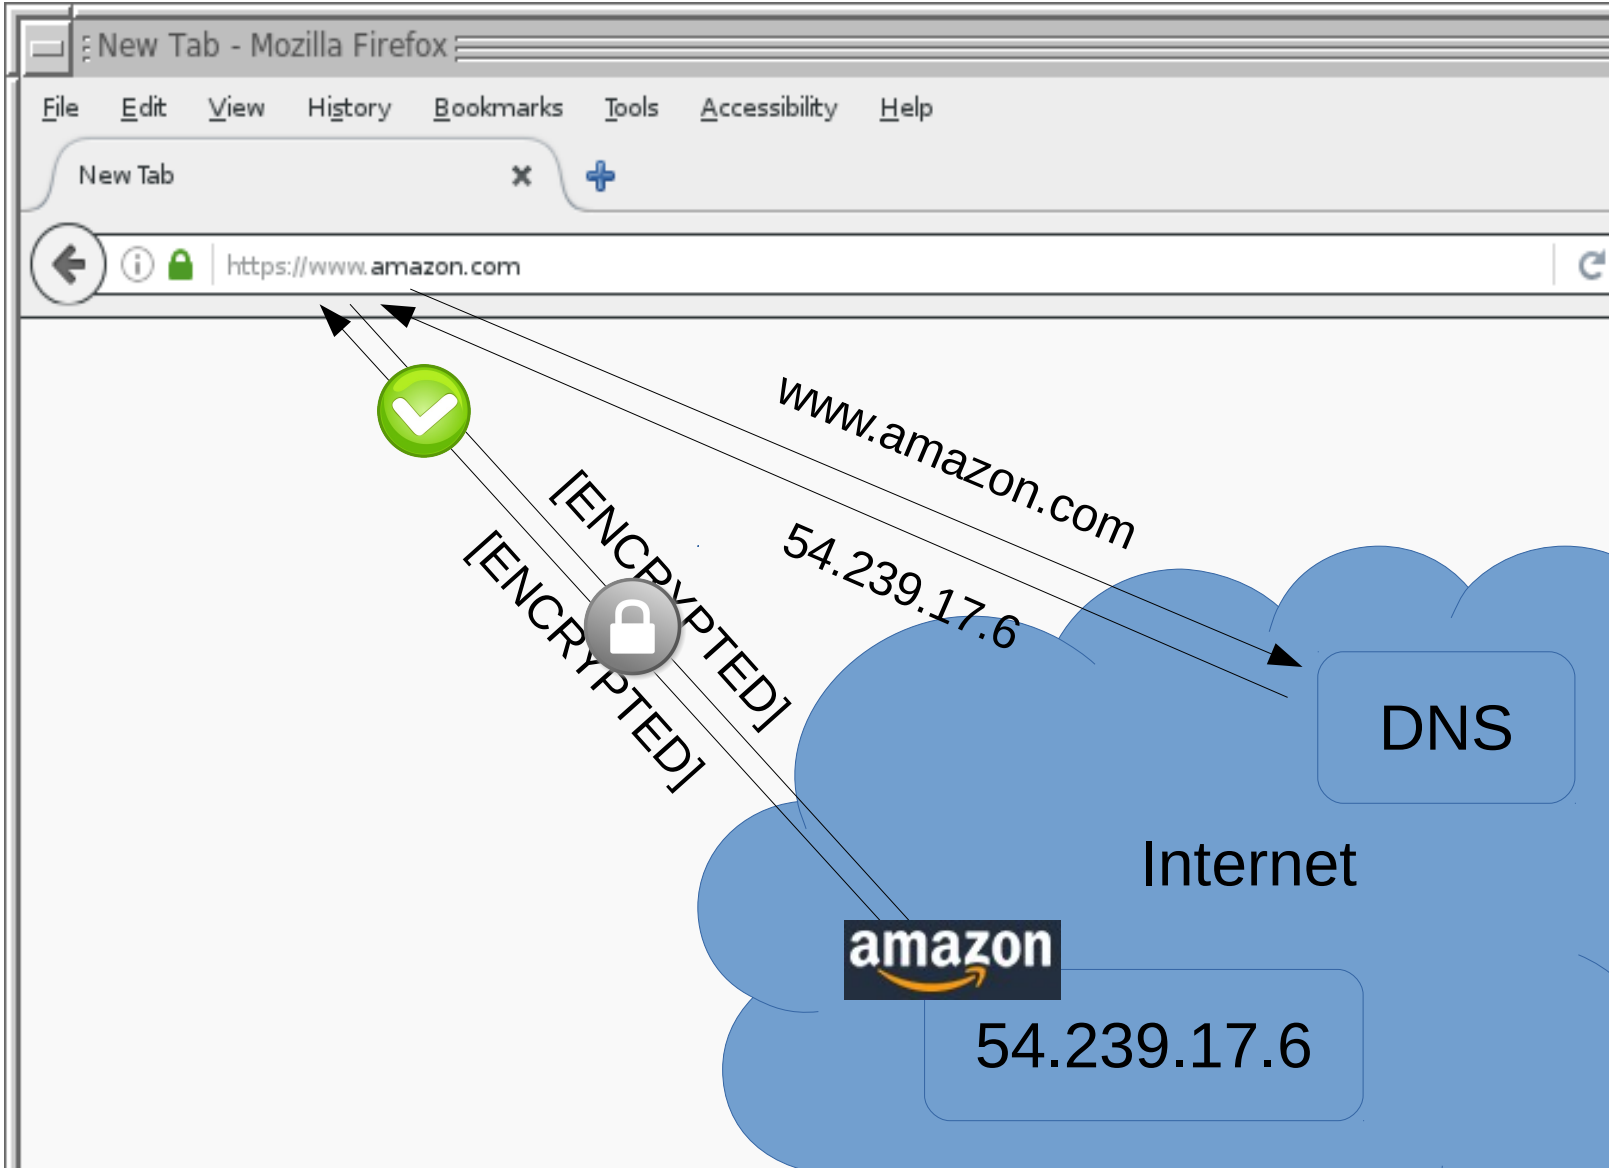 New Tab - Mozilla Firefox
File Edit View History Bookmarks Tools Accessibility Help
New Tab
https://www.amazon.com
www.amazon.com
54.239.17.6
[ENCRYPTED]
[ENCRYPTED]
DNS
Internet
amazon
54.239.17.6